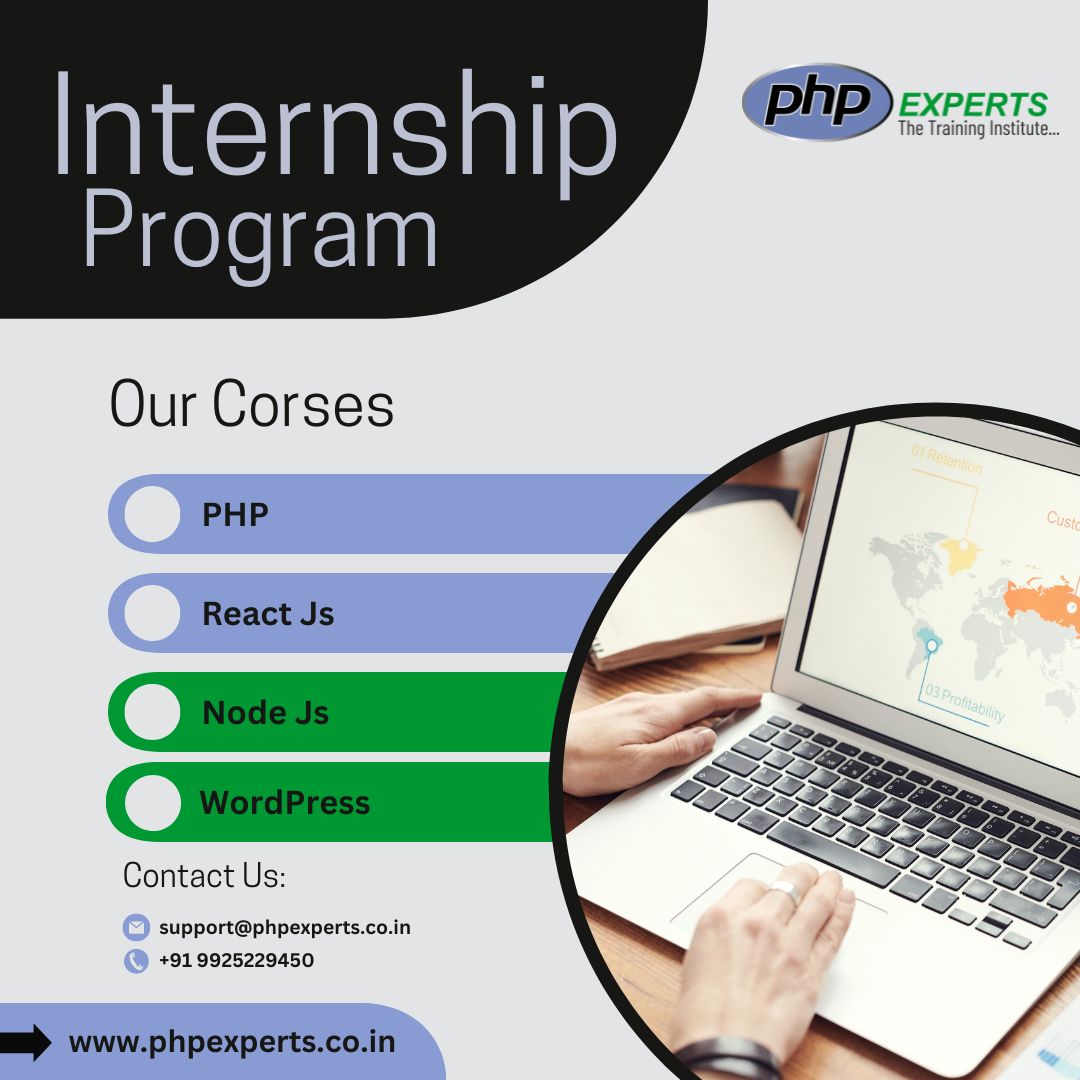 Internship
Program
php EXPERTS
The Training Institute...
Our Corses
PHP
React Js
Node Js
WordPress
01 Retention
Custo
03 Profitability
Contact Us:
support@phpexperts.co.in
+91 9925229450
www.phpexperts.co.in